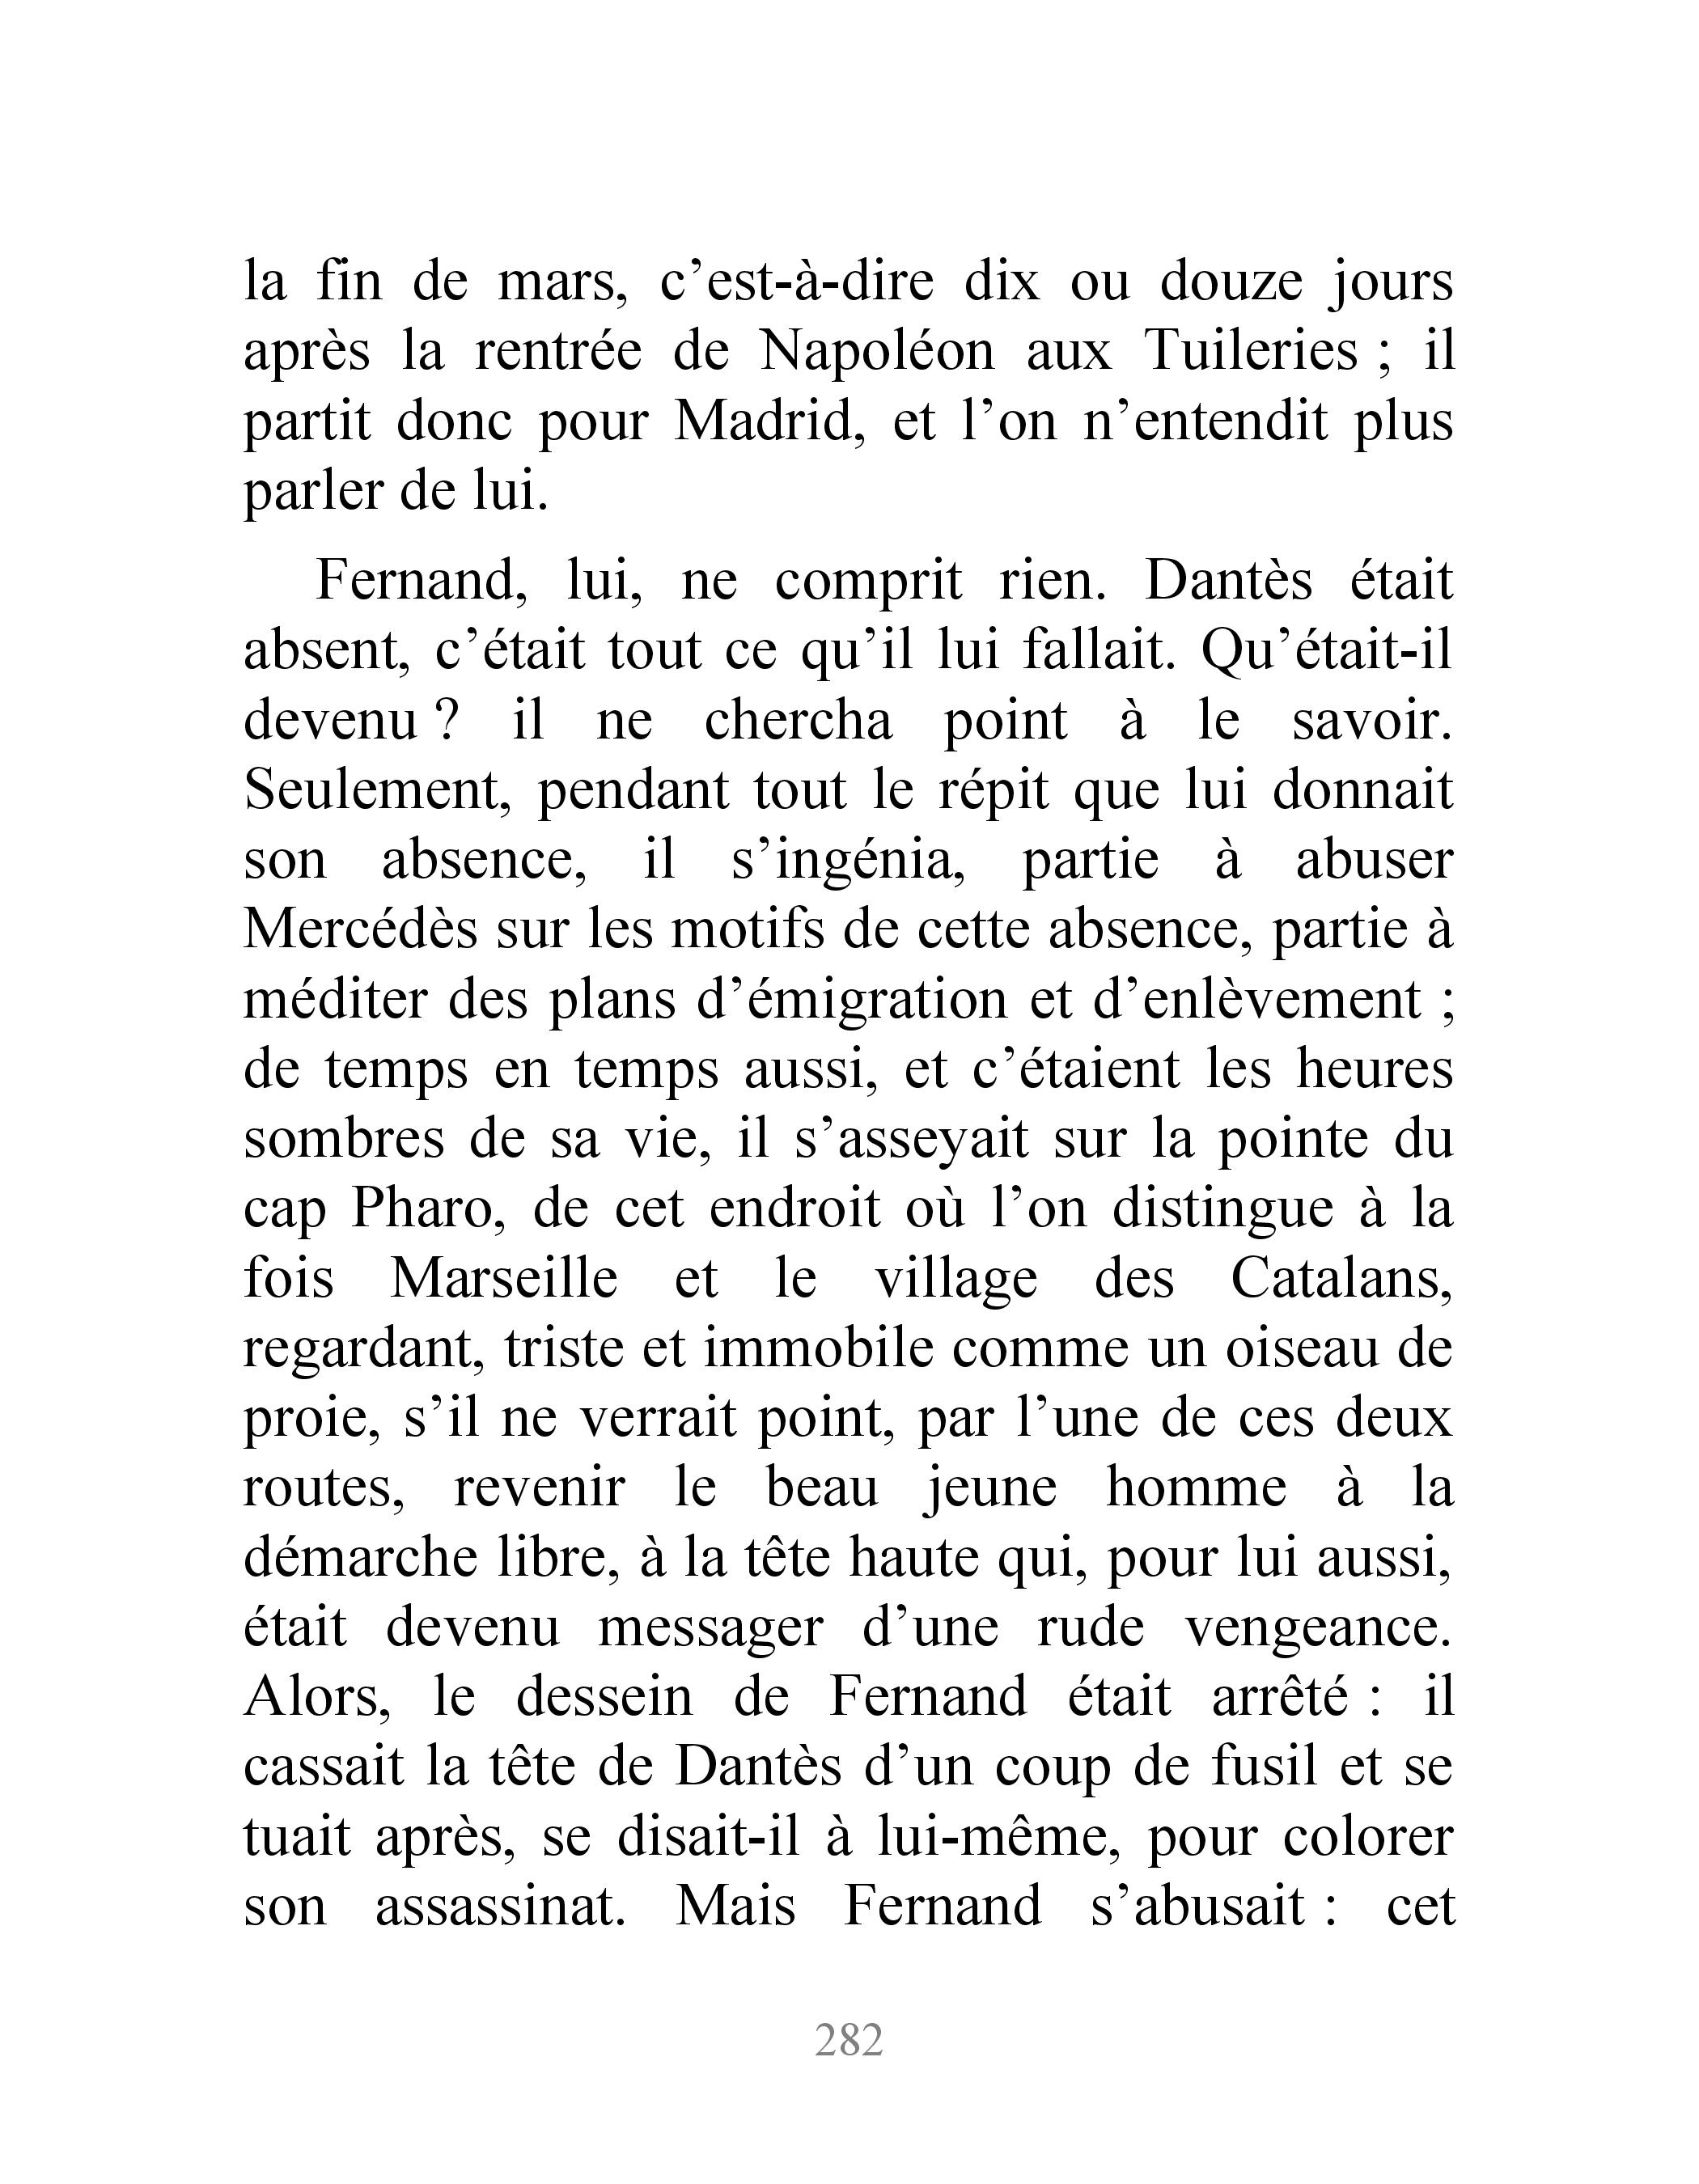 la fin de mars, c’est-à-dire dix ou douze jours
après la rentrée de Napoléon aux Tuileries ; il
partit donc pour Madrid, et l’on n’entendit plus
parler de lui.
Fernand, lui, ne comprit rien. Dantès était
absent, c’était tout ce qu’il lui fallait. Qu’était-il
devenu ? il ne chercha point à le savoir.
Seulement, pendant tout le répit que lui donnait
son absence, il s’ingénia, partie à abuser
Mercédès sur les motifs de cette absence, partie à
méditer des plans d’émigration et d’enlèvement ;
de temps en temps aussi, et c’étaient les heures
sombres de sa vie, il s’asseyait sur la pointe du
cap Pharo, de cet endroit où l’on distingue à la
fois Marseille et le village des Catalans,
regardant, triste et immobile comme un oiseau de
proie, s’il ne verrait point, par l’une de ces deux
routes, revenir le beau jeune homme à la
démarche libre, à la tête haute qui, pour lui aussi,
était devenu messager d’une rude vengeance.
Alors, le dessein de Fernand était arrêté : il
cassait la tête de Dantès d’un coup de fusil et se
tuait après, se disait-il à lui-même, pour colorer
son assassinat. Mais Fernand s’abusait : cet
282